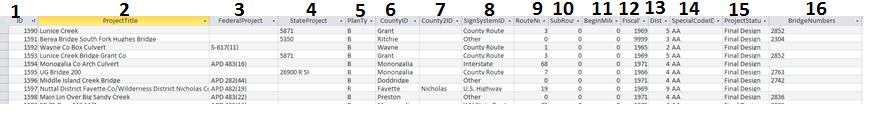 1 2 3 4 5 6 7 8 9 10 11 12 13 14 15 16
ID ProjectTitle FederalProject StateProject PlanTy CountyID County2ID SignSystemID RouteNu SubRou BeginMile Fiscal Dist SpecialCodeID ProjectStatu BridgeNumbers
1590 Lunice Creek 5871 B Grant County Route 3 0 0 1969 5 AA Final Design 2852
1591 Berea Bridge South Fork Hughes Bridge 5350 B Ritchie Other 0 0 0 9999 3 AA Final Design 2304
1592 Wayne Co Box Culvert S-617(11) B Wayne County Route 1 0 0 1965 2 AA Final Design
1593 Lunice Creek Bridge Grant Co 5871 B Grant County Route 3 0 0 1969 5 AA Final Design 2852
1594 Monogalia Co Arch Culvert APD 483(16) B Monongalia Interstate 68 0 0 1971 4 AA Final Design
1595 UG Bridge 200 26900 R SI B Monongalia County Route 7 0 0 1966 4 AA Final Design 2763
1596 Middle Island Creek Bridge APD 282(44) B Doddridge Other 0 0 0 1971 4 AA Final Design 2742
1597 Nuttal District Fayette Co/Wilderness District Nicholas Co APD 482(19) R Fayette Nicholas U.S. Highway 19 0 0 1971 9 AA Final Design
1598 Main Lin Over Big Sandy Creek APD 483(22) B Preston Other 0 0 0 1971 4 AA Final Design 2836